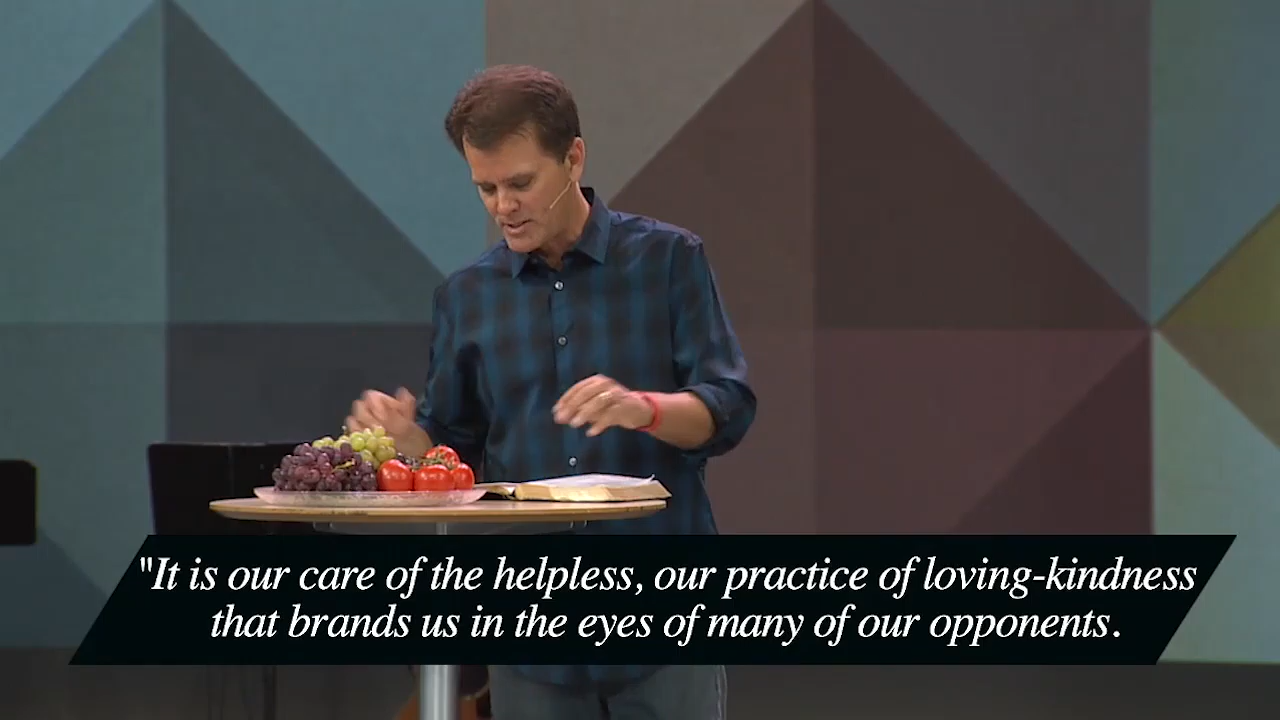 "It is our care of the helpless, our practice of loving-kindness
that brands us in the eyes of many of our opponents.